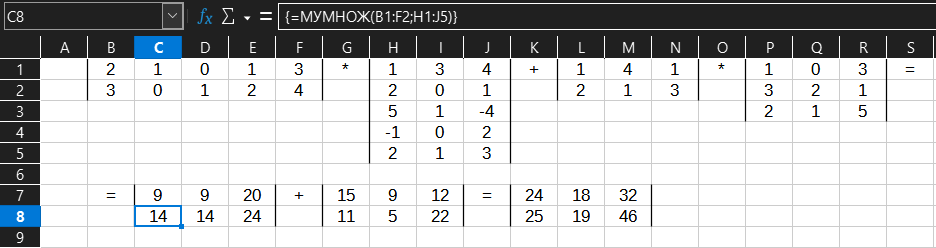 C8 fx Σ = {=МУМНОЖ(B1:F2;H1:J5)}
A B C D E F G H I J K L M N O P Q R S
1 2 1 0 1 3 * 1 3 4 + 1 4 1 * 1 0 3 =
2 3 0 1 2 4 2 0 1 2 1 3 3 2 1
3 5 1 -4 2 1 5
4 -1 0 2
5 2 1 3
6
7 = 9 9 20 + 15 9 12 = 24 18 32
8 14 14 24 11 5 22 25 19 46
9